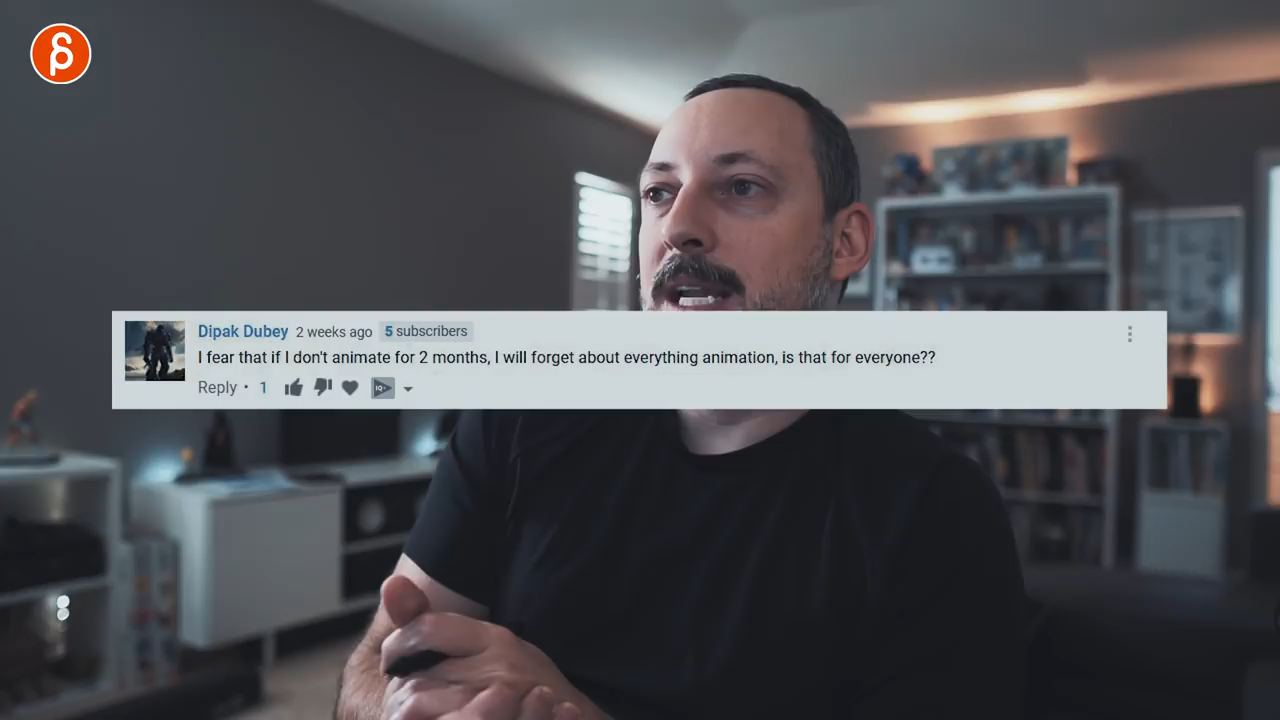 Dipak Dubey 2 weeks ago 5 subscribers
I fear that if I don't animate for 2 months, I will forget about everything animation, is that for everyone??
Reply • 1 IQ